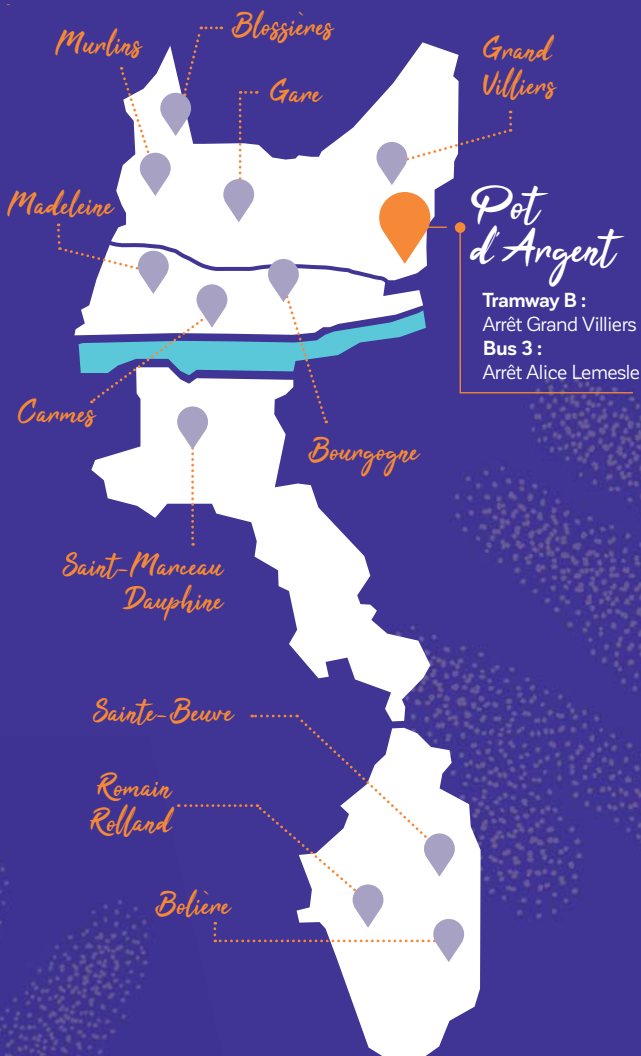 Blossières
Murlins
Grand
Villiers
Gare
Madeleine
Pot
d'Argent
Tramway B :
Arrêt Grand Villiers
Bus 3 :
Arrêt Alice Lemesle
Carmes
Bourgogne
Saint-Marceau
Dauphine
Sainte-Beuve
Romain
Rolland
Bolière